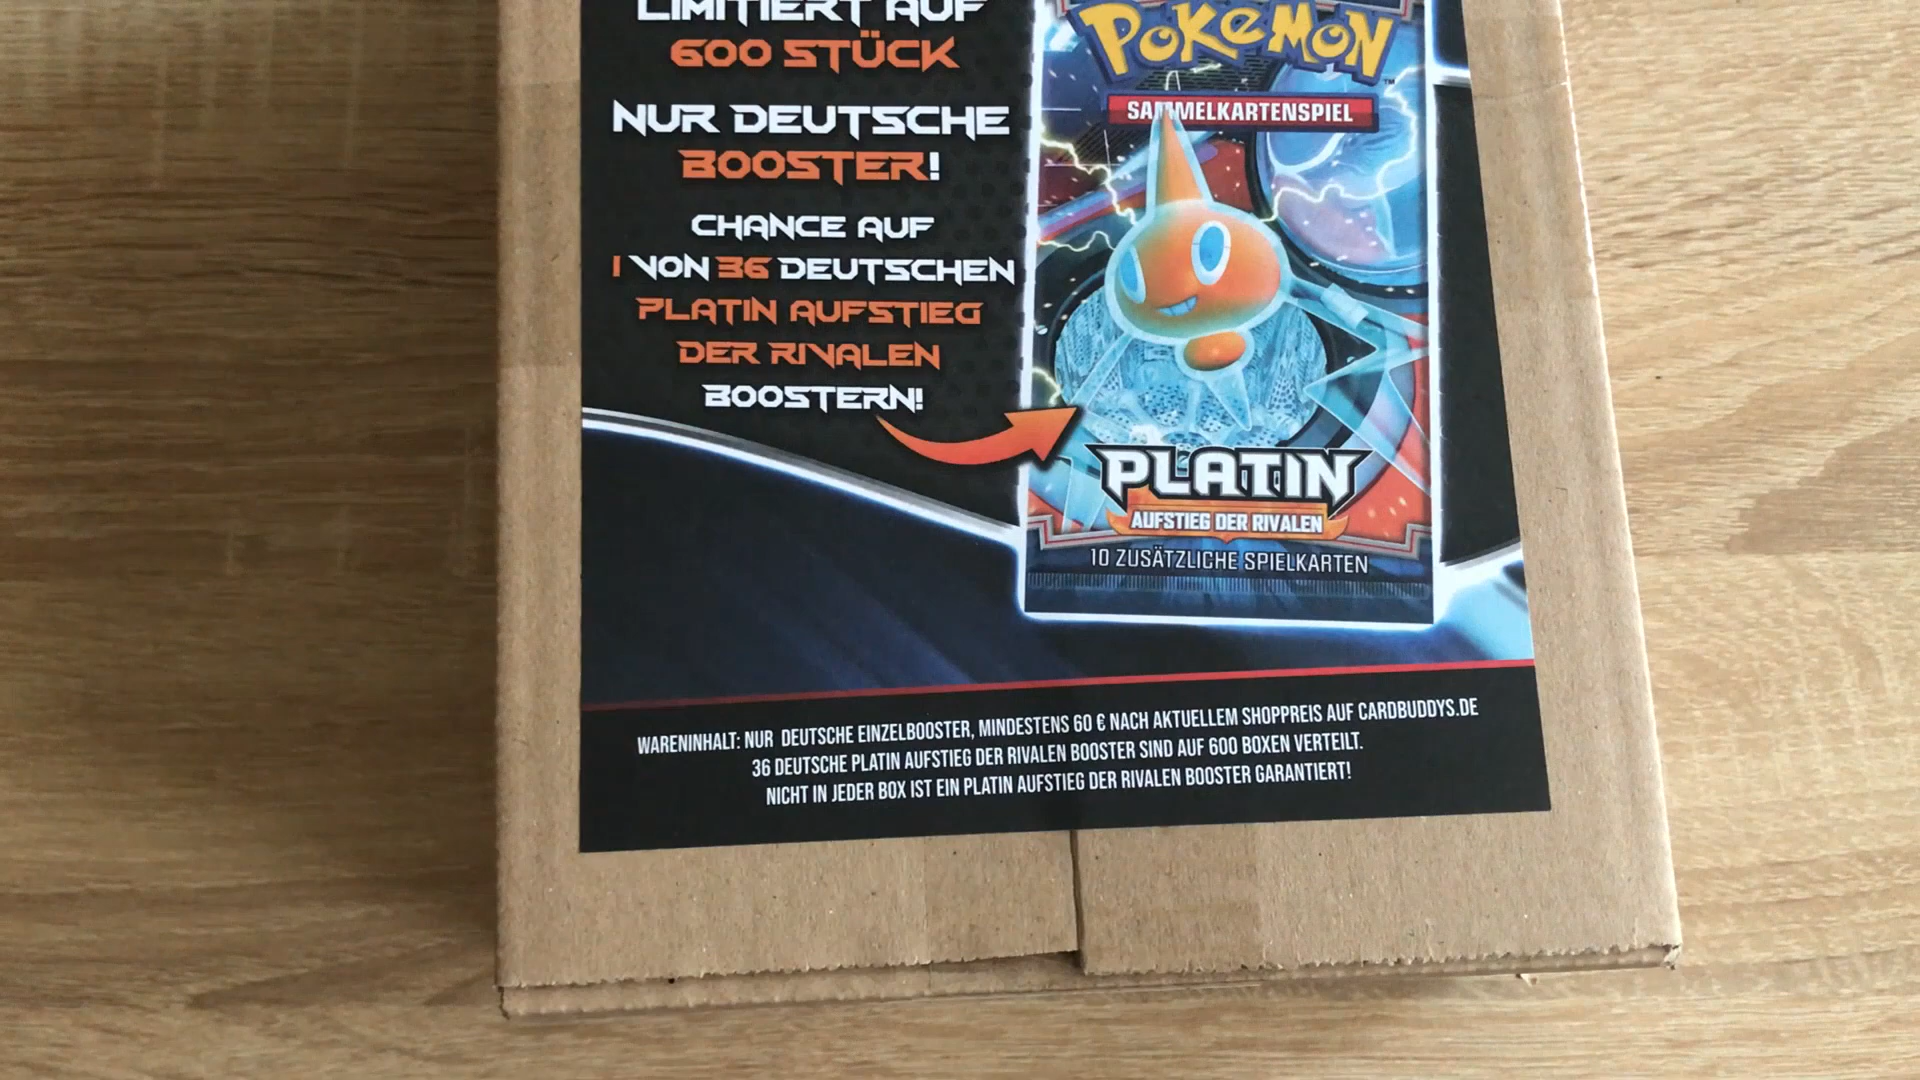 LIMITIERT AUF
600 STÜCK
NUR DEUTSCHE
BOOSTER!
CHANCE AUF
1 VON 36 DEUTSCHEN
PLATIN AUFSTIEG
DER RIVALEN
BOOSTERN!
POKéMON
SAMMELKARTENSPIEL
PLATIN
AUFSTIEG DER RIVALEN
10 ZUSÄTZLICHE SPIELKARTEN
WARENINHALT: NUR DEUTSCHE EINZELBOOSTER, MINDESTENS 60 € NACH AKTUELLEM SHOPPREIS AUF CARDBUDDYS.DE
36 DEUTSCHE PLATIN AUFSTIEG DER RIVALEN BOOSTER SIND AUF 600 BOXEN VERTEILT.
NICHT IN JEDER BOX IST EIN PLATIN AUFSTIEG DER RIVALEN BOOSTER GARANTIERT!